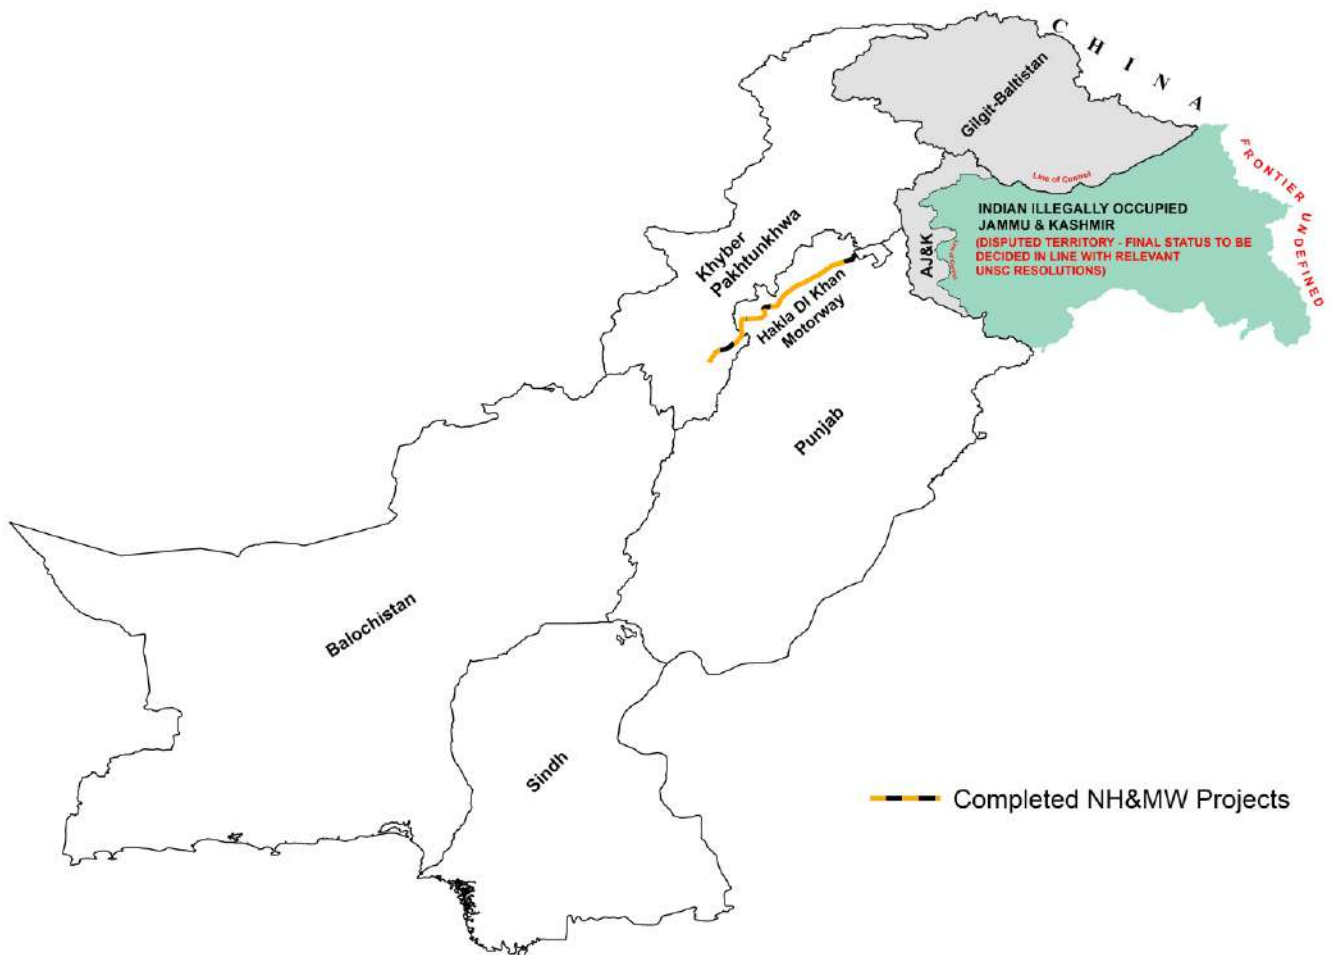 CHINA
Gilgit-Baltistan
FRONTIER UNDEFINED
Line of Control
INDIAN ILLEGALLY OCCUPIED
JAMMU & KASHMIR
(DISPUTED TERRITORY - FINAL STATUS TO BE
DECIDED IN LINE WITH RELEVANT
UNSC RESOLUTIONS)
AJ&K
Khyber
Pakhtunkhwa
Hakla DI Khan
Motorway
Punjab
Balochistan
Sindh
Completed NH&MW Projects